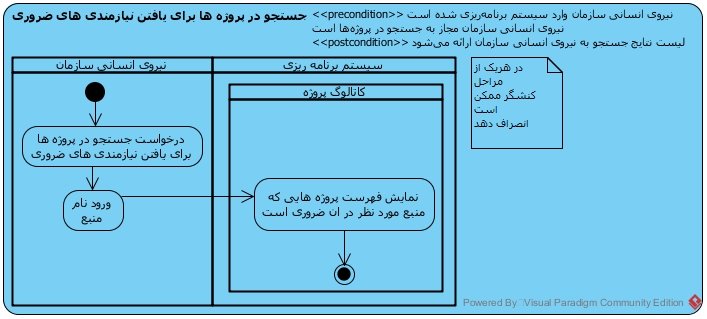 جستجو در پروژه ها برای یافتن نیازمندی های ضروری
<<precondition>> نیروی انسانی سازمان وارد سیستم برنامه‌ریزی شده است
نیروی انسانی سازمان مجاز به جستجو در پروژه‌ها است
<<postcondition>> لیست نتایج جستجو به نیروی انسانی سازمان ارائه می‌شود
نیروی انسانی سازمان
سیستم برنامه ریزی
کاتالوگ پروژه
درخواست جستجو در پروژه ها
برای یافتن نیازمندی های ضروری
ورود نام
منبع
نمایش فهرست پروژه هایی که
منبع مورد نظر در ان ضروری است
در هریک از
مراحل
کنشگر ممکن
است
انصراف دهد
Powered By Visual Paradigm Community Edition